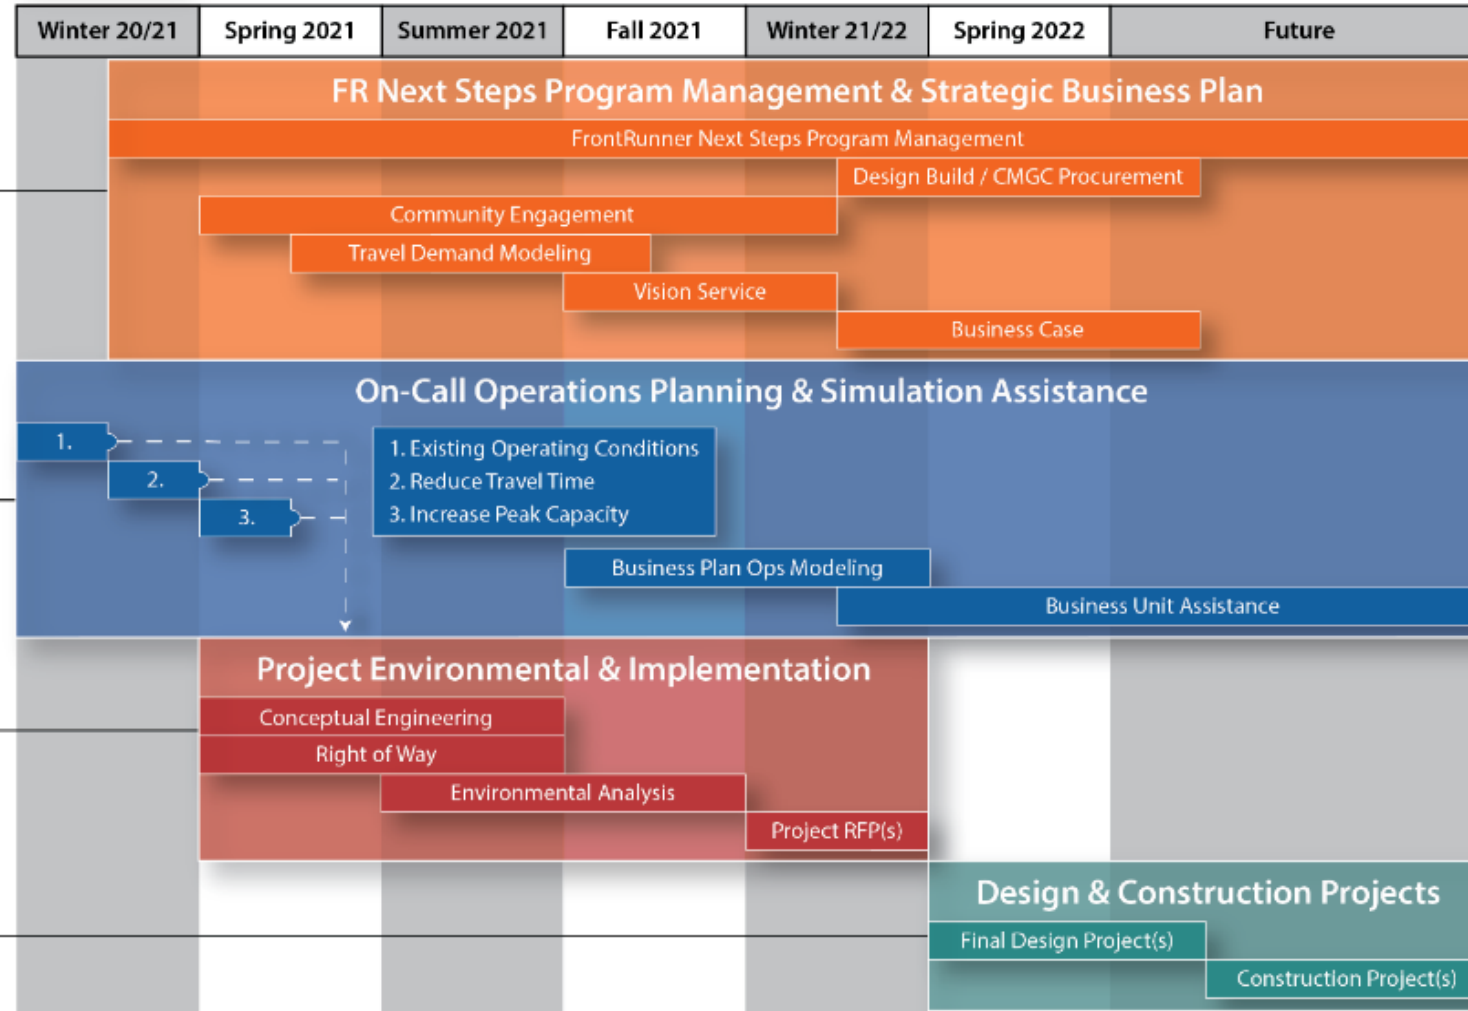 Winter 20/21 Spring 2021 Summer 2021 Fall 2021 Winter 21/22 Spring 2022 Future
FR Next Steps Program Management & Strategic Business Plan
FrontRunner Next Steps Program Management
Design Build / CMGC Procurement
Community Engagement
Travel Demand Modeling
Vision Service
Business Case
On-Call Operations Planning & Simulation Assistance
1.
2.
3.
1. Existing Operating Conditions
2. Reduce Travel Time
3. Increase Peak Capacity
Business Plan Ops Modeling
Business Unit Assistance
Project Environmental & Implementation
Conceptual Engineering
Right of Way
Environmental Analysis
Project RFP(s)
Design & Construction Projects
Final Design Project(s)
Construction Project(s)